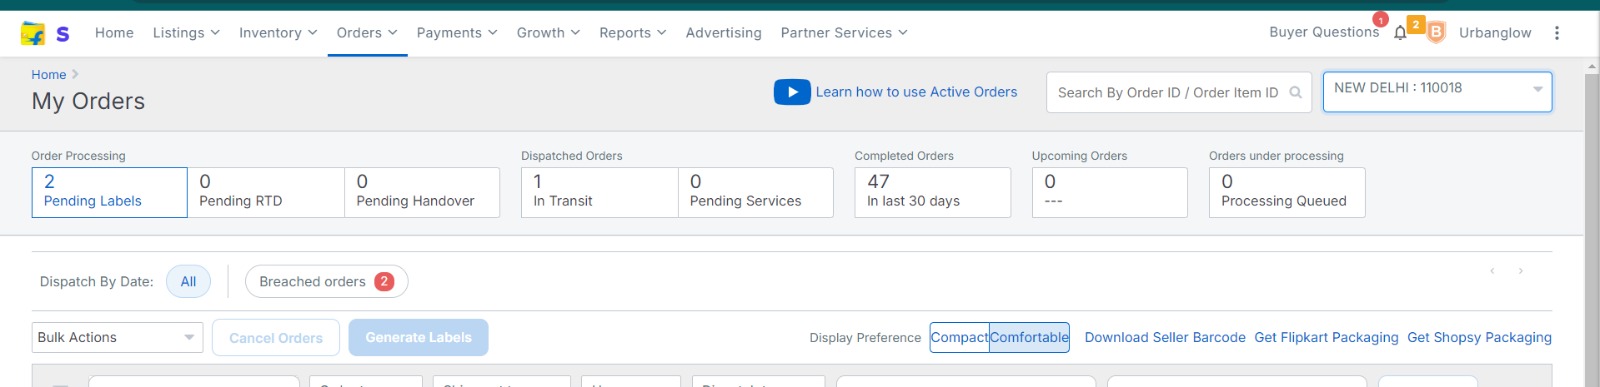 S Home Listings Inventory Orders Payments Growth Reports Advertising Partner Services Buyer Questions 1 2 B Urbanglow
Home
My Orders
Learn how to use Active Orders
Search By Order ID / Order Item ID
NEW DELHI : 110018
Order Processing
2
Pending Labels
0
Pending RTD
0
Pending Handover
Dispatched Orders
1
In Transit
0
Pending Services
Completed Orders
47
In last 30 days
Upcoming Orders
0
---
Orders under processing
0
Processing Queued
Dispatch By Date: All Breached orders 2
Bulk Actions Cancel Orders Generate Labels Display Preference Compact Comfortable Download Seller Barcode Get Flipkart Packaging Get Shopsy Packaging